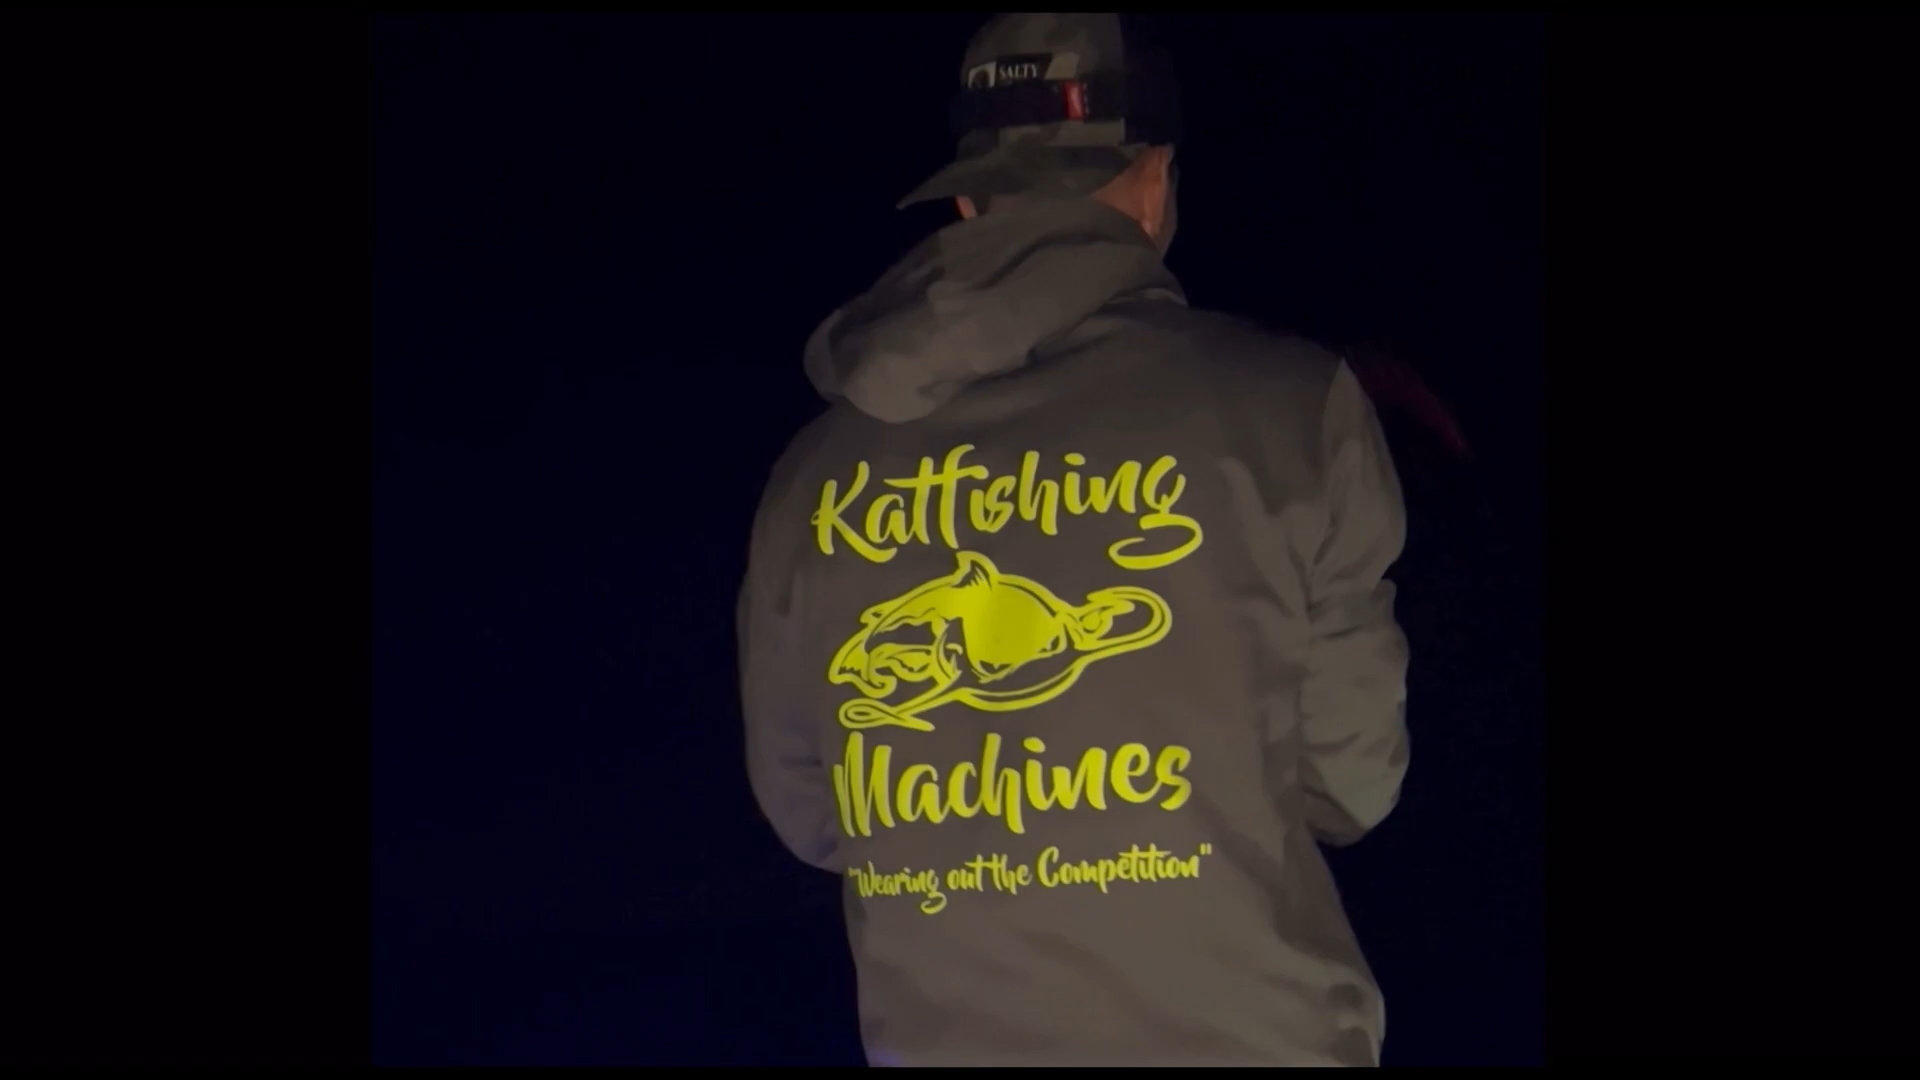 SALTY
Katfishing
Machines
"Wearing out the Competition"